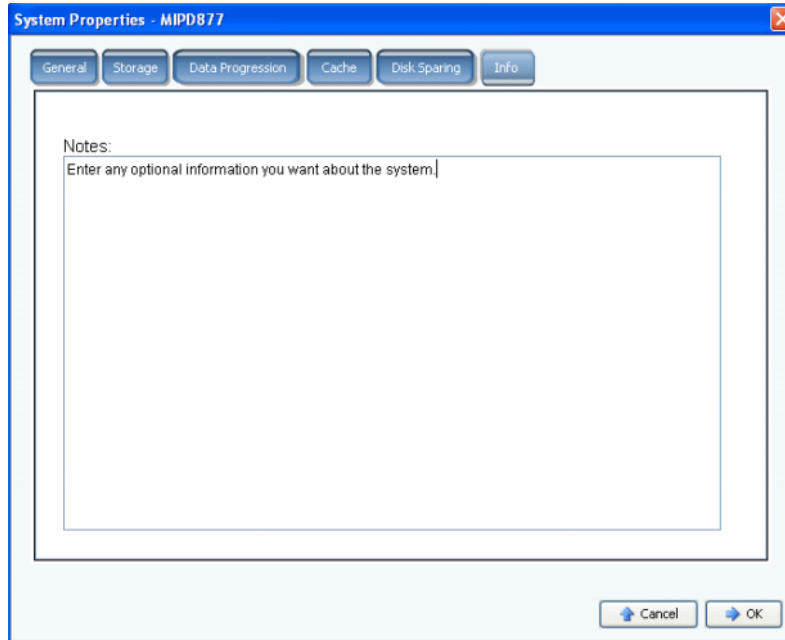 System Properties - MIPD877
General Storage Data Progression Cache Disk Sparing Info
Notes:
Enter any optional information you want about the system.
Cancel OK